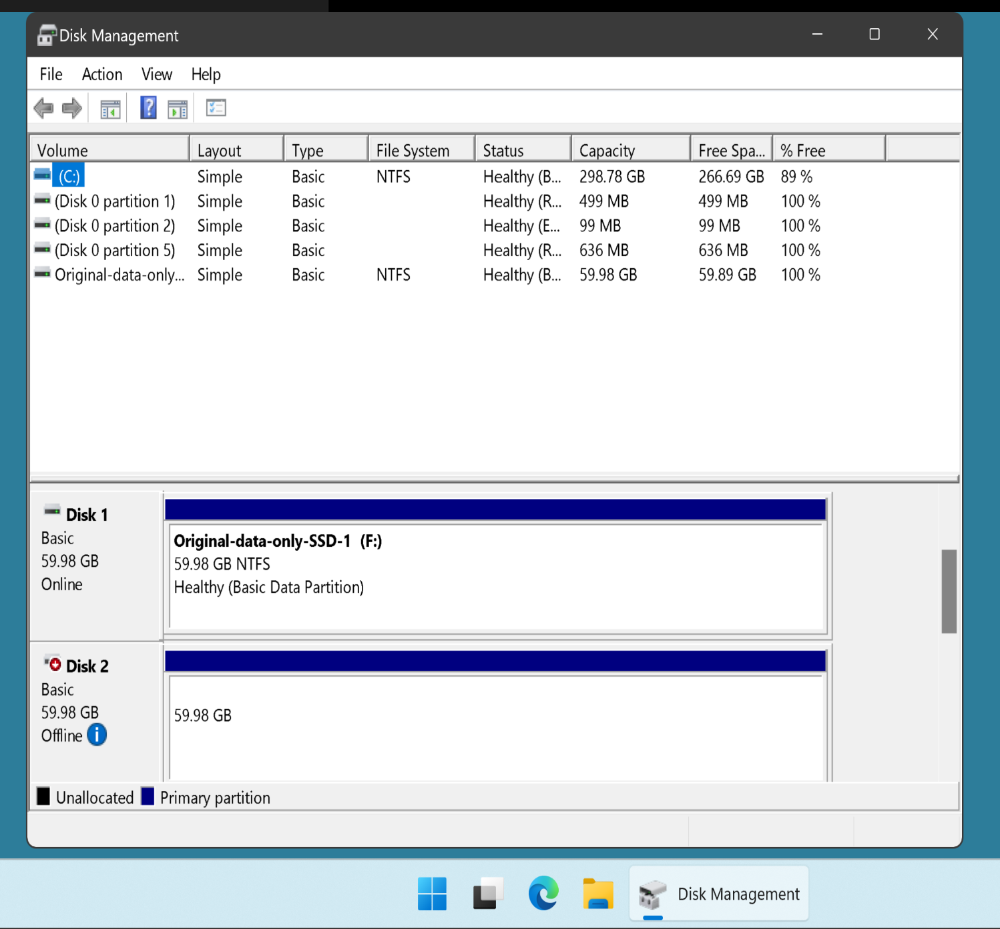 Disk Management
File Action View Help
Volume Layout Type File System Status Capacity Free Spa... % Free
(C:) Simple Basic NTFS Healthy (B... 298.78 GB 266.69 GB 89 %
(Disk 0 partition 1) Simple Basic Healthy (R... 499 MB 499 MB 100 %
(Disk 0 partition 2) Simple Basic Healthy (E... 99 MB 99 MB 100 %
(Disk 0 partition 5) Simple Basic Healthy (R... 636 MB 636 MB 100 %
Original-data-only... Simple Basic NTFS Healthy (B... 59.98 GB 59.89 GB 100 %
Disk 1
Basic
59.98 GB
Online
Original-data-only-SSD-1 (F:)
59.98 GB NTFS
Healthy (Basic Data Partition)
Disk 2
Basic
59.98 GB
Offline
59.98 GB
Unallocated Primary partition
Disk Management